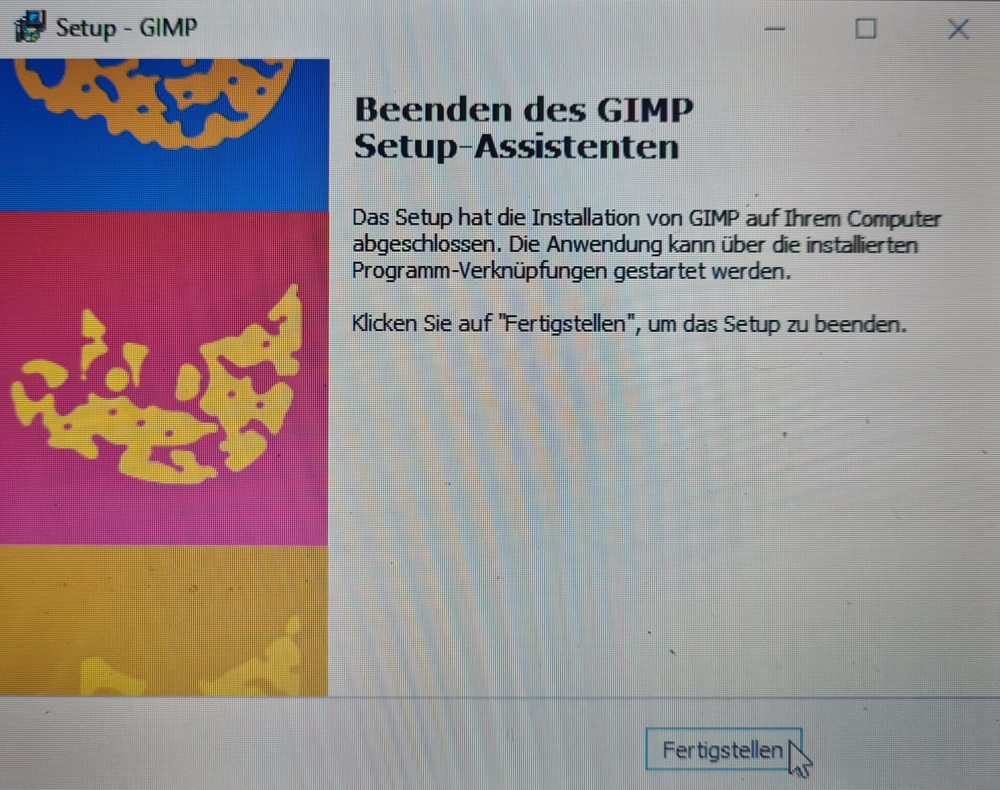 Setup - GIMP
Beenden des GIMP
Setup-Assistenten
Das Setup hat die Installation von GIMP auf Ihrem Computer
abgeschlossen. Die Anwendung kann über die installierten
Programm-Verknüpfungen gestartet werden.
Klicken Sie auf "Fertigstellen", um das Setup zu beenden.
Fertigstellen